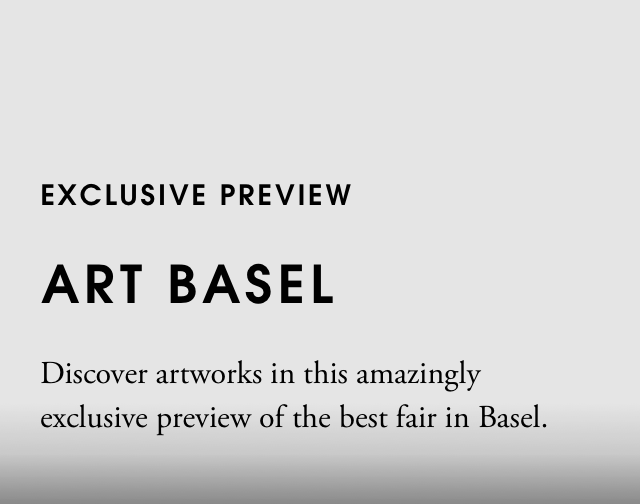 EXCLUSIVE PREVIEW
ART BASEL
Discover artworks in this amazingly
exclusive preview of the best fair in Basel.